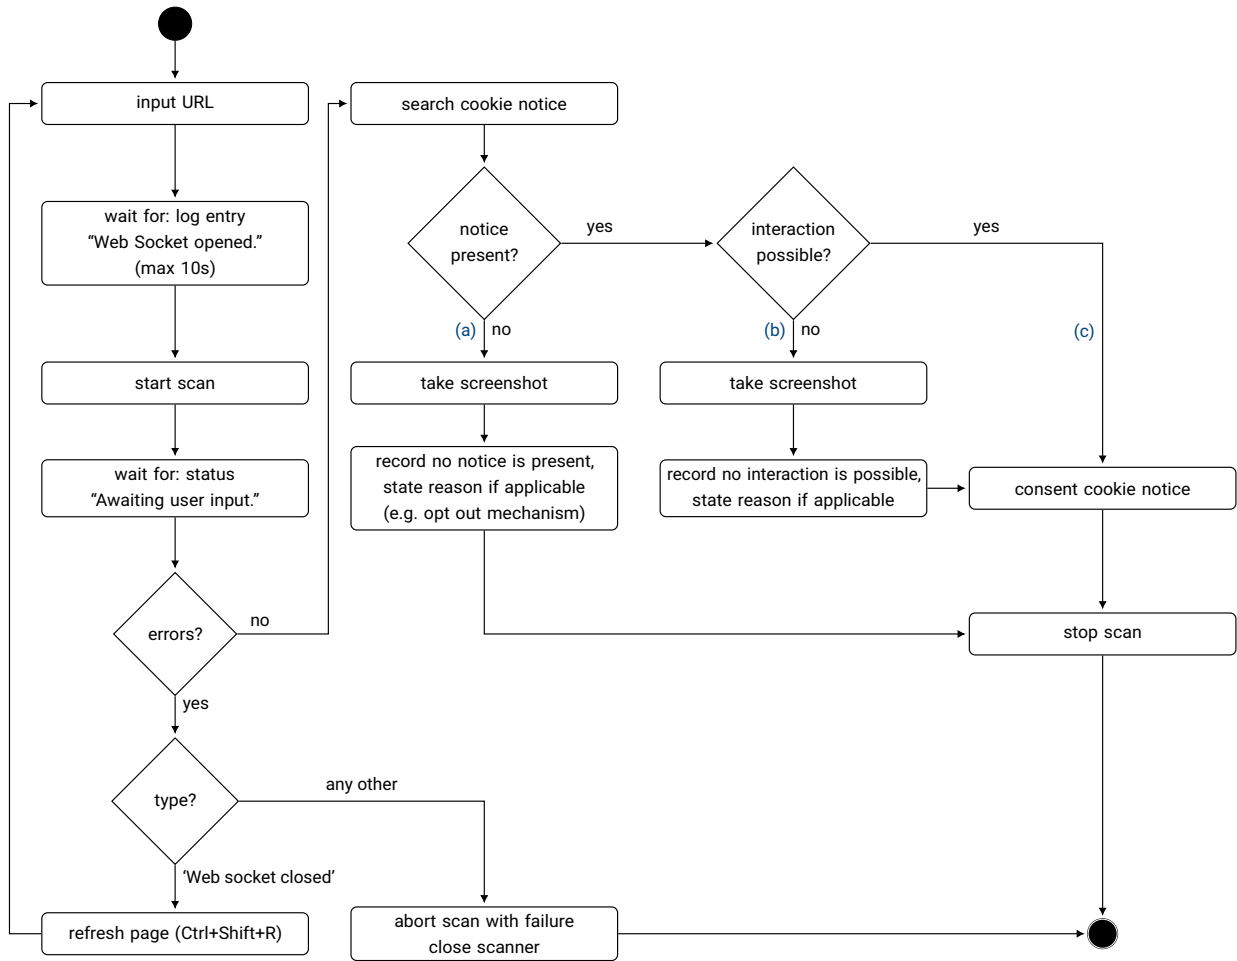 input URL
wait for: log entry
“Web Socket opened.”
(max 10s)
start scan
wait for: status
“Awaiting user input.”
errors?
no
yes
type?
any other
‘Web socket closed’
refresh page (Ctrl+Shift+R)
abort scan with failure
close scanner
search cookie notice
notice
present?
yes
(a) no
take screenshot
record no notice is present,
state reason if applicable
(e.g. opt out mechanism)
interaction
possible?
yes
(b) no
take screenshot
record no interaction is possible,
state reason if applicable
(c)
consent cookie notice
stop scan